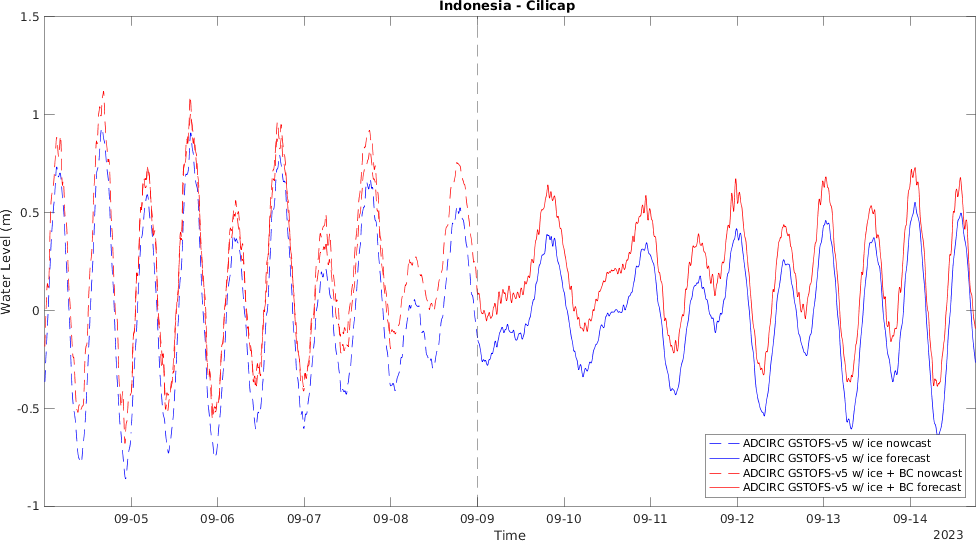 Indonesia - Cilicap
1.5
1
0.5
0
-0.5
-1
Water Level (m)
09-05 09-06 09-07 09-08 09-09 09-10 09-11 09-12 09-13 09-14
Time
2023
ADCIRC GSTOFS-v5 w/ ice nowcast
ADCIRC GSTOFS-v5 w/ ice forecast
ADCIRC GSTOFS-v5 w/ ice + BC nowcast
ADCIRC GSTOFS-v5 w/ ice + BC forecast